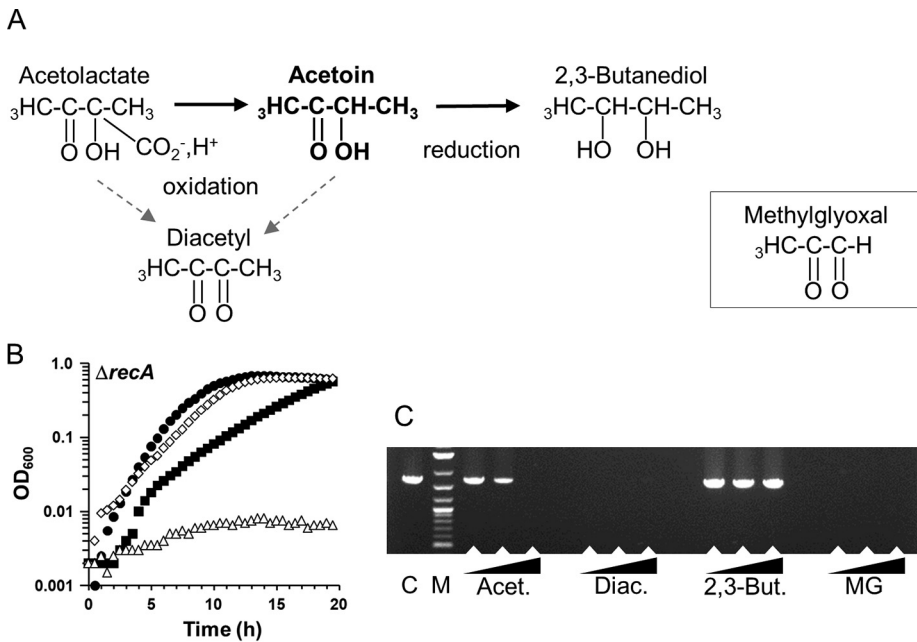 A
Acetolactate
₃HC-C-C-CH₃
O OH CO₂⁻,H⁺
Acetoin
₃HC-C-CH-CH₃
O OH
2,3-Butanediol
₃HC-CH-CH-CH₃
HO OH
oxidation
reduction
Diacetyl
₃HC-C-C-CH₃
O O
Methylglyoxal
₃HC-C-C-H
O O
B
ΔrecA
OD₆₀₀
1.0
0.1
0.01
0.001
0 5 10 15 20
Time (h)
C
C M Acet. Diac. 2,3-But. MG